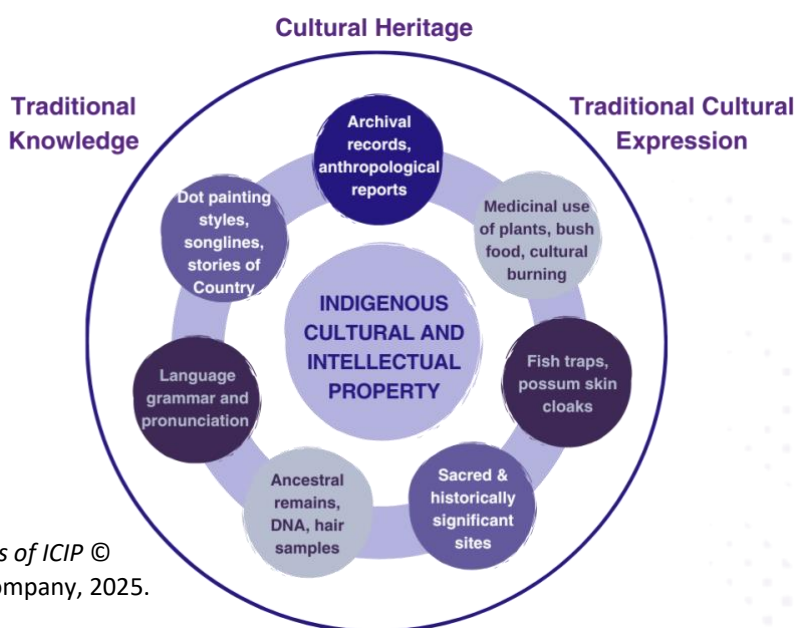 Cultural Heritage
Traditional
Knowledge
Traditional Cultural
Expression
Archival
records,
anthropological
reports
Dot painting
styles,
songlines,
stories of
Country
Medicinal use
of plants, bush
food, cultural
burning
INDIGENOUS
CULTURAL AND
INTELLECTUAL
PROPERTY
Language
grammar and
pronunciation
Fish traps,
possum skin
cloaks
Ancestral
remains,
DNA, hair
samples
Sacred &
historically
significant
sites
of ICIP ©
2025.